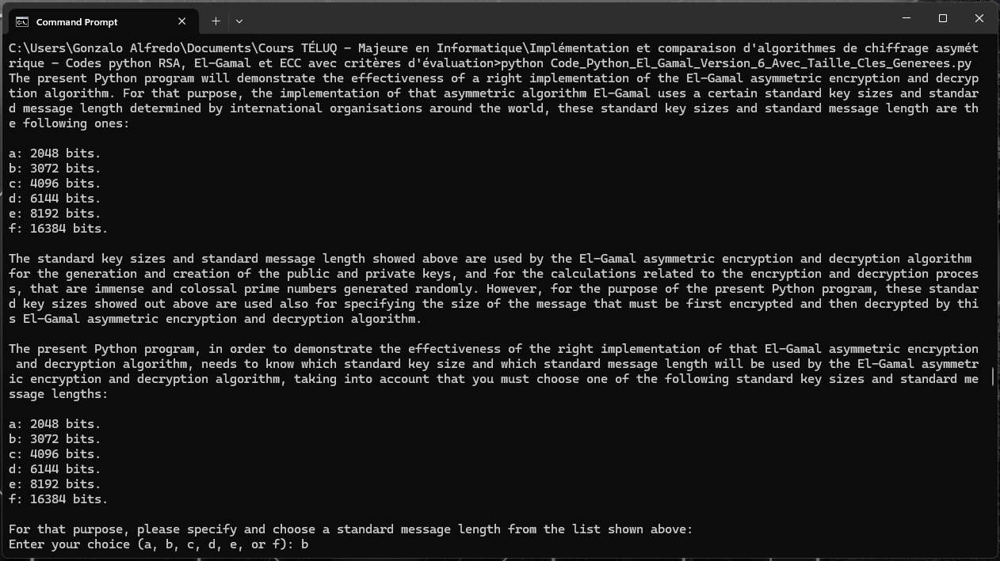 Command Prompt
C:\Users\Gonzalo Alfredo\Documents\Cours TÉLUQ - Majeure en Informatique\Implémentation et comparaison d'algorithmes de chiffrage asymét
rique - Codes python RSA, El-Gamal et ECC avec critères d'évaluation>python Code_Python_El_Gamal_Version_6_Avec_Taille_Cles_Generees.py
The present Python program will demonstrate the effectiveness of a right implementation of the El-Gamal asymmetric encryption and decryp
tion algorithm. For that purpose, the implementation of that asymmetric algorithm El-Gamal uses a certain standard key sizes and standar
d message length determined by international organisations around the world, these standard key sizes and standard message length are th
e following ones:
a: 2048 bits.
b: 3072 bits.
c: 4096 bits.
d: 6144 bits.
e: 8192 bits.
f: 16384 bits.
The standard key sizes and standard message length showed above are used by the El-Gamal asymmetric encryption and decryption algorithm
for the generation and creation of the public and private keys, and for the calculations related to the encryption and decryption proces
s, that are immense and colossal prime numbers generated randomly. However, for the purpose of the present Python program, these standar
d key sizes showed out above are used also for specifying the size of the message that must be first encrypted and then decrypted by thi
s El-Gamal asymmetric encryption and decryption algorithm.
The present Python program, in order to demonstrate the effectiveness of the right implementation of that El-Gamal asymmetric encryption
and decryption algorithm, needs to know which standard key size and which standard message length will be used by the El-Gamal asymmetr
ic encryption and decryption algorithm, taking into account that you must choose one of the following standard key sizes and standard me
ssage lengths:
a: 2048 bits.
b: 3072 bits.
c: 4096 bits.
d: 6144 bits.
e: 8192 bits.
f: 16384 bits.
For that purpose, please specify and choose a standard message length from the list shown above:
Enter your choice (a, b, c, d, e, or f): b